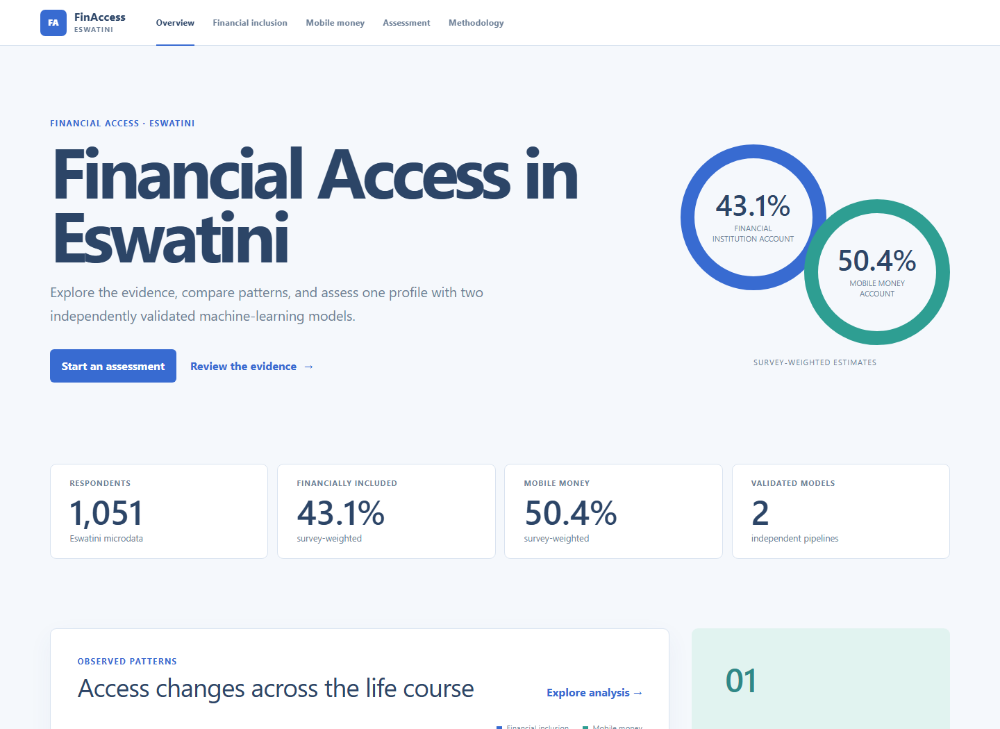 FA
FinAccess
ESWATINI
Overview
Financial inclusion
Mobile money
Assessment
Methodology
FINANCIAL ACCESS · ESWATINI
Financial Access in
Eswatini
Explore the evidence, compare patterns, and assess one profile with two
independently validated machine-learning models.
Start an assessment
Review the evidence →
43.1%
FINANCIAL
INSTITUTION ACCOUNT
50.4%
MOBILE MONEY
ACCOUNT
SURVEY-WEIGHTED ESTIMATES
RESPONDENTS
1,051
Eswatini microdata
FINANCIALLY INCLUDED
43.1%
survey-weighted
MOBILE MONEY
50.4%
survey-weighted
VALIDATED MODELS
2
independent pipelines
OBSERVED PATTERNS
Access changes across the life course
Explore analysis →
Financial inclusion
Mobile money
01